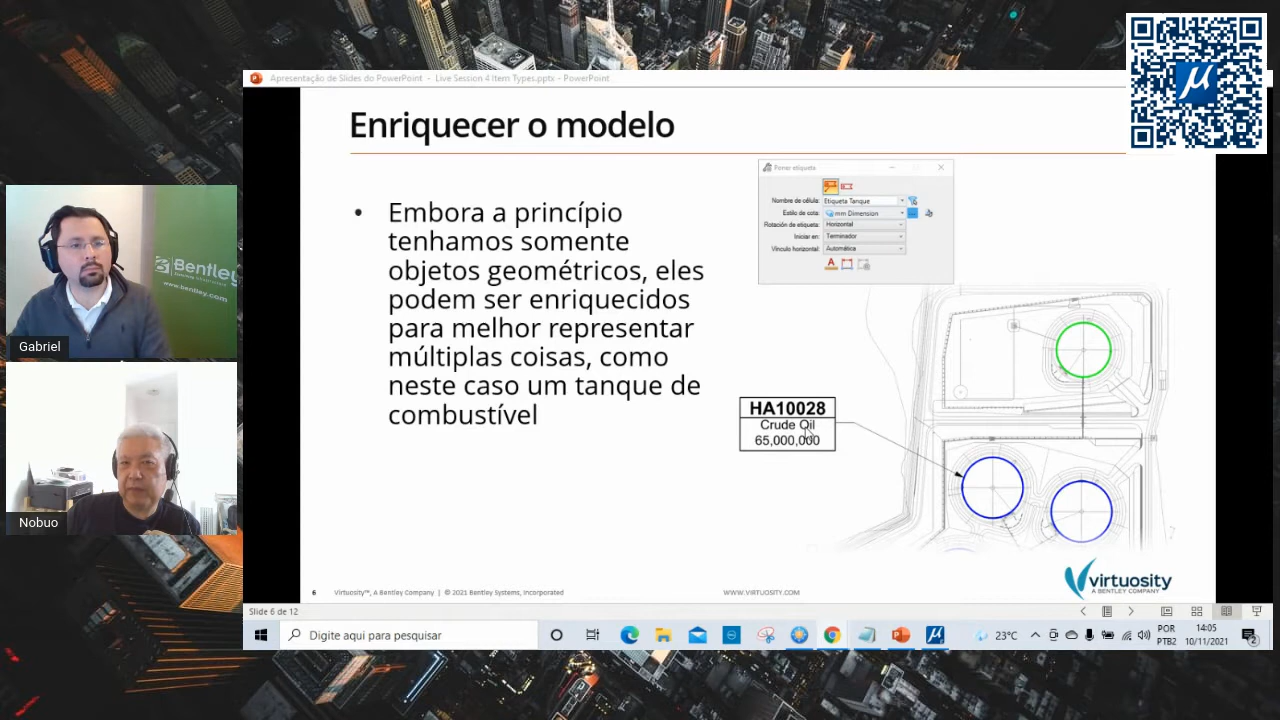 Apresentação de Slides do PowerPoint - Live Session 4 Item Types.pptx - PowerPoint
Enriquecer o modelo
• Embora a princípio
tenhamos somente
objetos geométricos, eles
podem ser enriquecidos
para melhor representar
múltiplas coisas, como
neste caso um tanque de
combustível
Poner etiqueta
Nombre de célula: Etiqueta Tanque
Estilo de cota: mm Dimension
Rotación de etiqueta: Horizontal
Iniciar en: Terminador
Vínculo horizontal: Automática
HA10028
Crude Oil
65,000,000
Bentley
www.bentley.com
Gabriel
Nobuo
6 Virtuosity™, A Bentley Company | © 2021 Bentley Systems, Incorporated
WWW.VIRTUOSITY.COM
virtuosity
A BENTLEY COMPANY
Slide 6 de 12
Digite aqui para pesquisar
23°C
POR
PTB2
14:05
10/11/2021
2